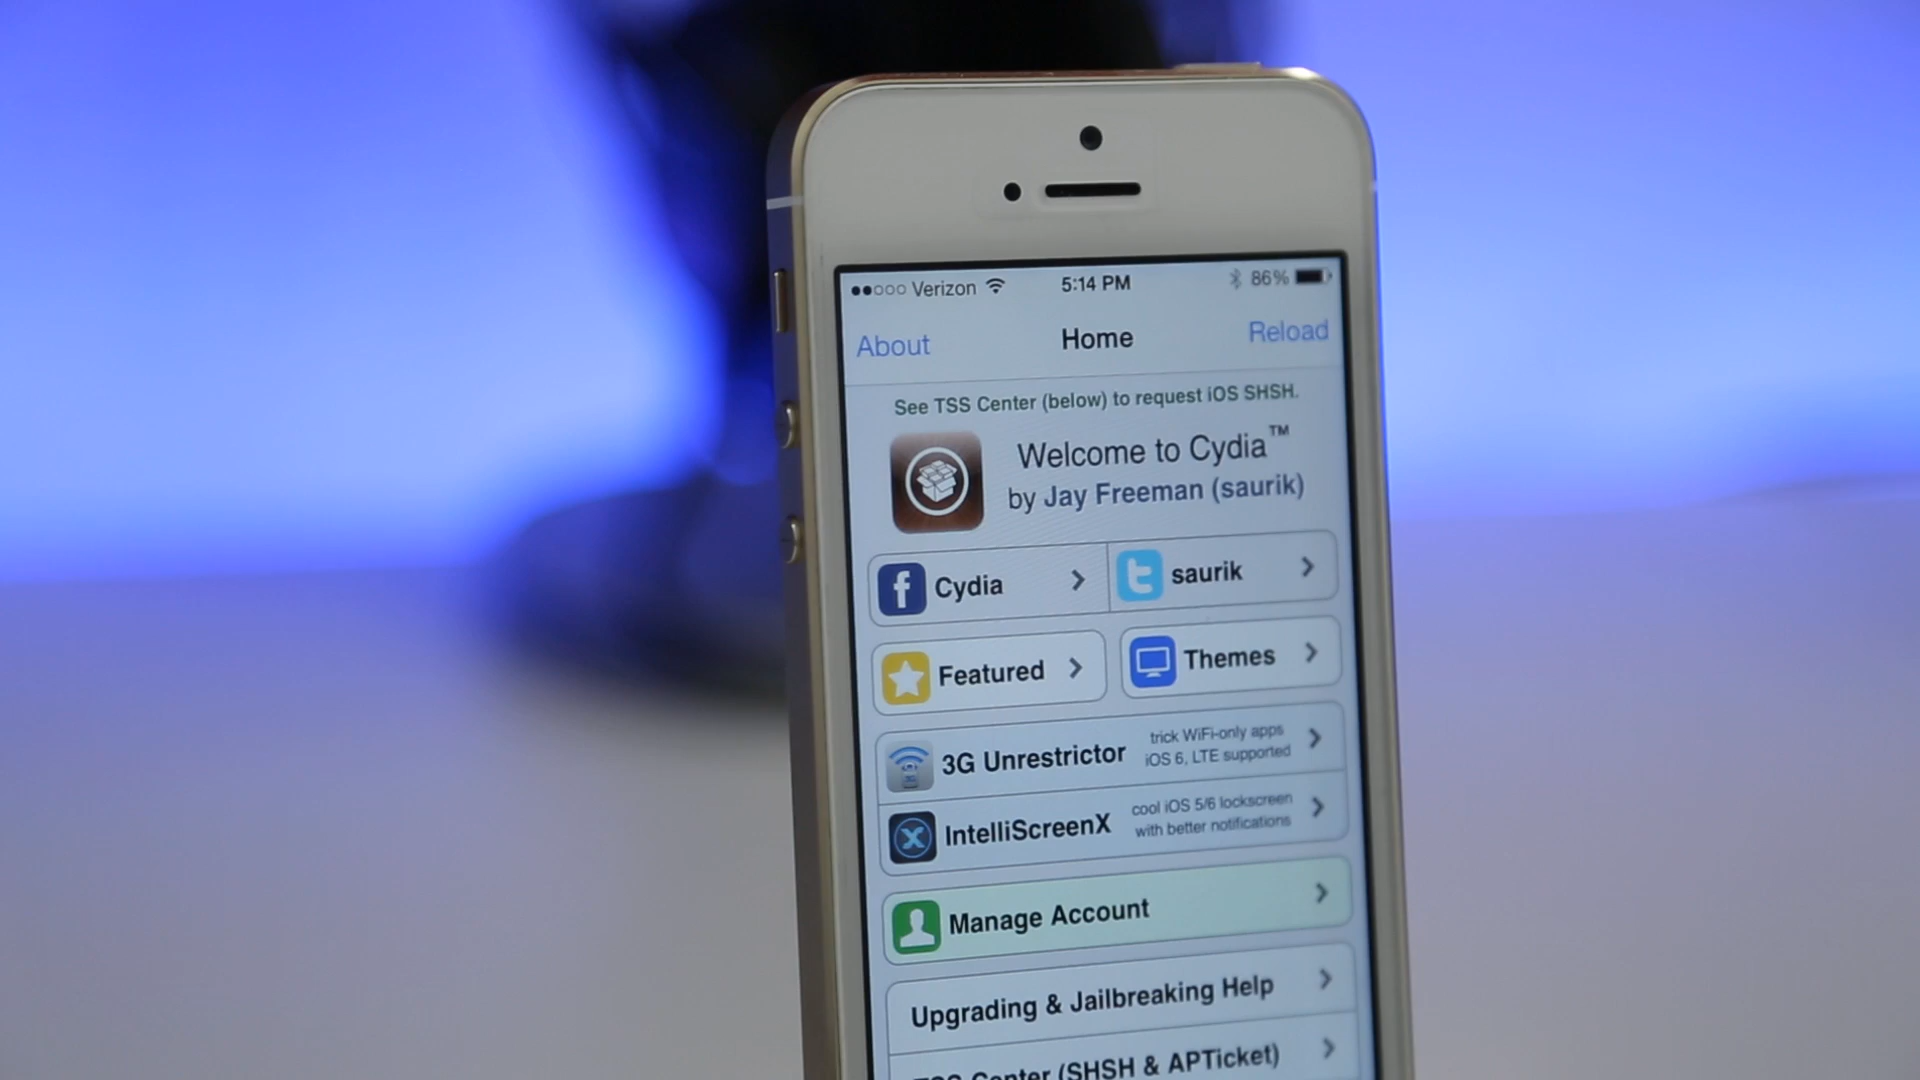 Verizon 5:14 PM 86%
About Home Reload
See TSS Center (below) to request iOS SHSH.
Welcome to Cydia™
by Jay Freeman (saurik)
Cydia
saurik
Featured
Themes
3G Unrestrictor
trick WiFi-only apps
iOS 6, LTE supported
IntelliScreenX
cool iOS 5/6 lockscreen
with better notifications
Manage Account
Upgrading & Jailbreaking Help
TSS Center (SHSH & APTicket)